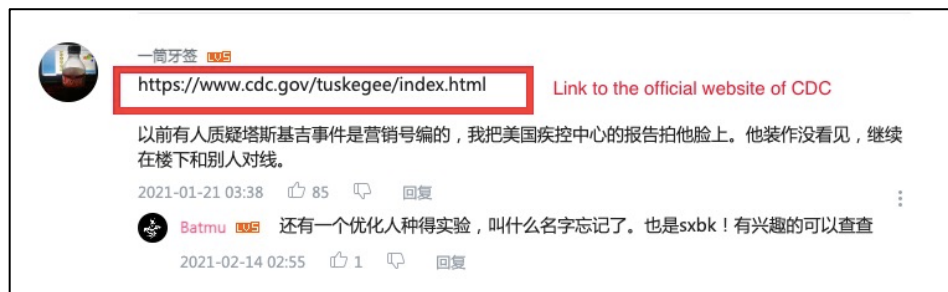 一筒牙签 LV5
https://www.cdc.gov/tuskegee/index.html
Link to the official website of CDC
以前有人质疑塔斯基吉事件是营销号编的，我把美国疾控中心的报告拍他脸上。他装作没看见，继续
在楼下和别人对线。
2021-01-21 03:38 85 回复
Batmu LV5 还有一个优化人种得实验，叫什么名字忘记了。也是sxbk！有兴趣的可以查查
2021-02-14 02:55 1 回复